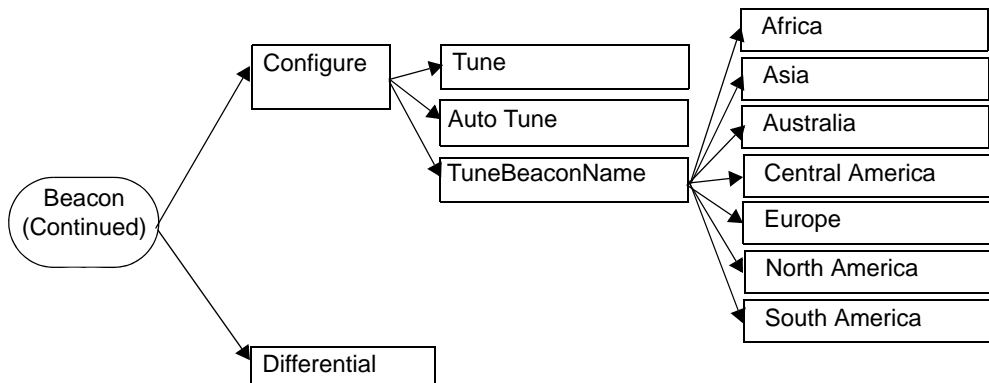 Beacon
(Continued)
Configure
Differential
Tune
Auto Tune
TuneBeaconName
Africa
Asia
Australia
Central America
Europe
North America
South America